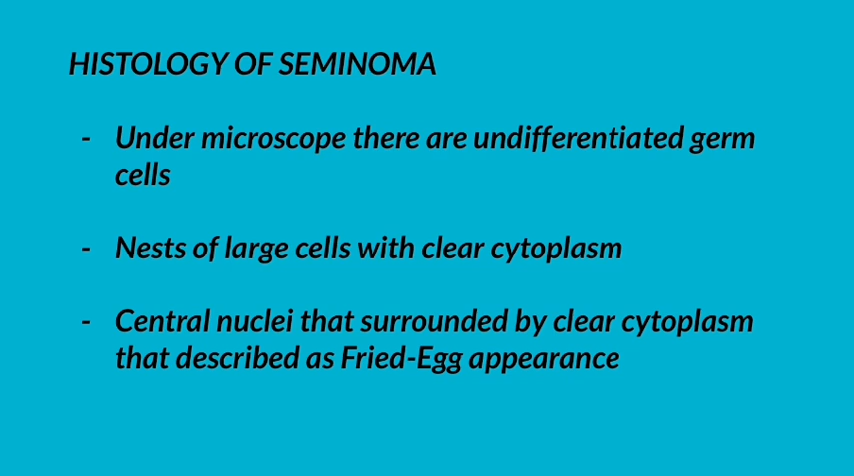 HISTOLOGY OF SEMINOMA
- Under microscope there are undifferentiated germ
cells
- Nests of large cells with clear cytoplasm
- Central nuclei that surrounded by clear cytoplasm
that described as Fried-Egg appearance